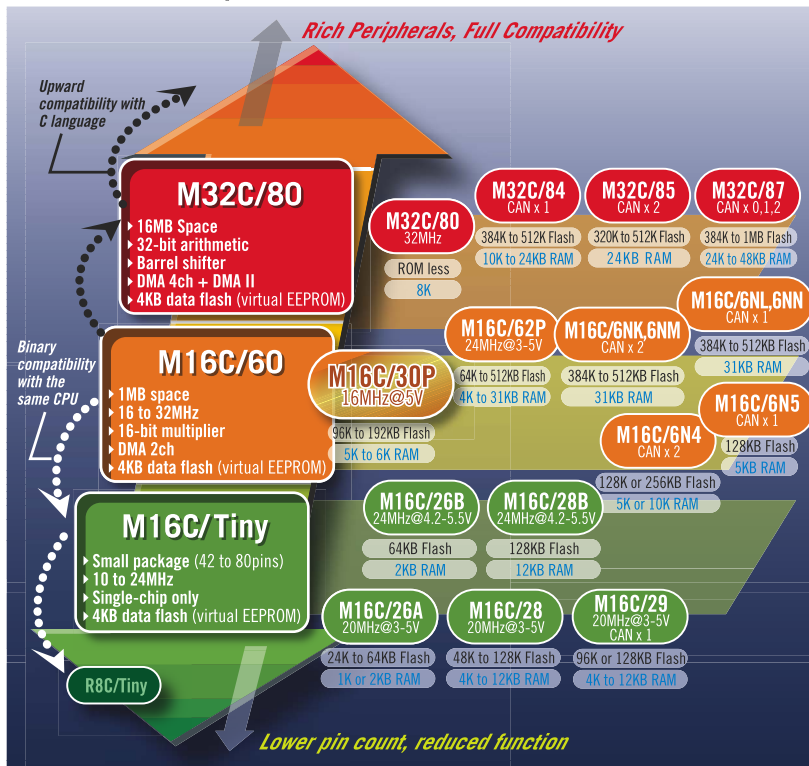 Rich Peripherals, Full Compatibility
Upward
compatibility with
C language
M32C/80
16MB Space
32-bit arithmetic
Barrel shifter
DMA 4ch + DMA II
4KB data flash (virtual EEPROM)
M32C/80
32MHz
ROM less
8K
M32C/84
CAN x 1
384K to 512K Flash
10K to 24KB RAM
M32C/85
CAN x 2
320K to 512K Flash
24KB RAM
M32C/87
CAN x 0,1,2
384K to 1MB Flash
24K to 48KB RAM
Binary
compatibility
with the
same CPU
M16C/60
1MB space
16 to 32MHz
16-bit multiplier
DMA 2ch
4KB data flash (virtual EEPROM)
M16C/30P
16MHz@5V
96K to 192KB Flash
5K to 6K RAM
M16C/62P
24MHz@3-5V
64K to 512KB Flash
4K to 31KB RAM
M16C/6NK,6NM
CAN x 2
384K to 512KB Flash
31KB RAM
M16C/6NL,6NN
CAN x 1
384K to 512KB Flash
31KB RAM
M16C/6N4
CAN x 2
128K or 256KB Flash
5K or 10K RAM
M16C/6N5
CAN x 1
128KB Flash
5KB RAM
M16C/Tiny
Small package (42 to 80pins)
10 to 24MHz
Single-chip only
4KB data flash (virtual EEPROM)
M16C/26B
24MHz@4.2-5.5V
64KB Flash
2KB RAM
M16C/28B
24MHz@4.2-5.5V
128KB Flash
12KB RAM
M16C/26A
20MHz@3-5V
24K to 64KB Flash
1K or 2KB RAM
M16C/28
20MHz@3-5V
48K to 128K Flash
4K to 12KB RAM
M16C/29
20MHz@3-5V
CAN x 1
96K or 128KB Flash
4K to 12KB RAM
R8C/Tiny
Lower pin count, reduced function